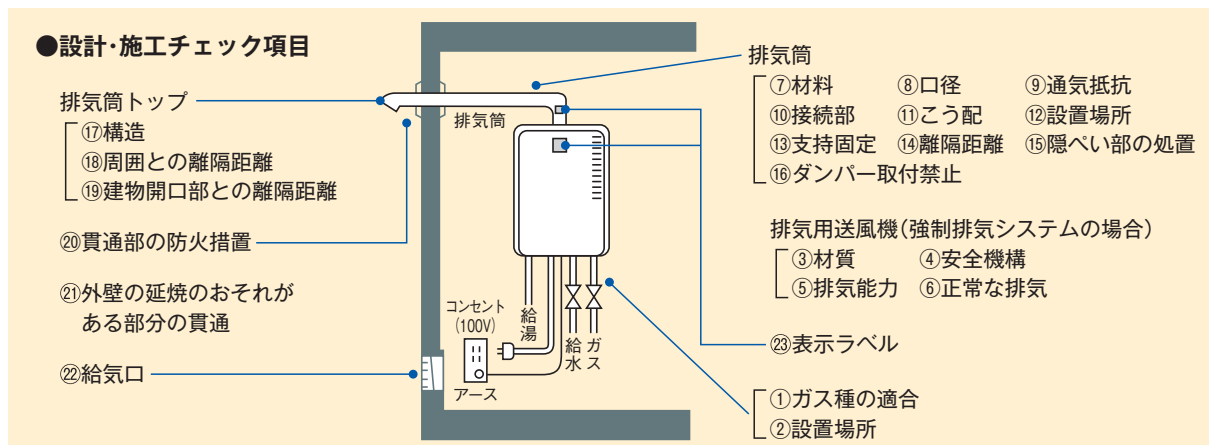 ●設計・施工チェック項目
排気筒トップ
⑰構造
⑱周囲との離隔距離
⑲建物開口部との離隔距離
⑳貫通部の防火措置
㉑外壁の延焼のおそれが
ある部分の貫通
㉒給気口
排気筒
コンセント
(100V)
アース
給湯
給水
ガス
排気筒
⑦材料 ⑧口径 ⑨通気抵抗
⑩接続部 ⑪こう配 ⑫設置場所
⑬支持固定 ⑭離隔距離 ⑮隠ぺい部の処置
⑯ダンパー取付禁止
排気用送風機(強制排気システムの場合)
③材質 ④安全機構
⑤排気能力 ⑥正常な排気
㉓表示ラベル
①ガス種の適合
②設置場所